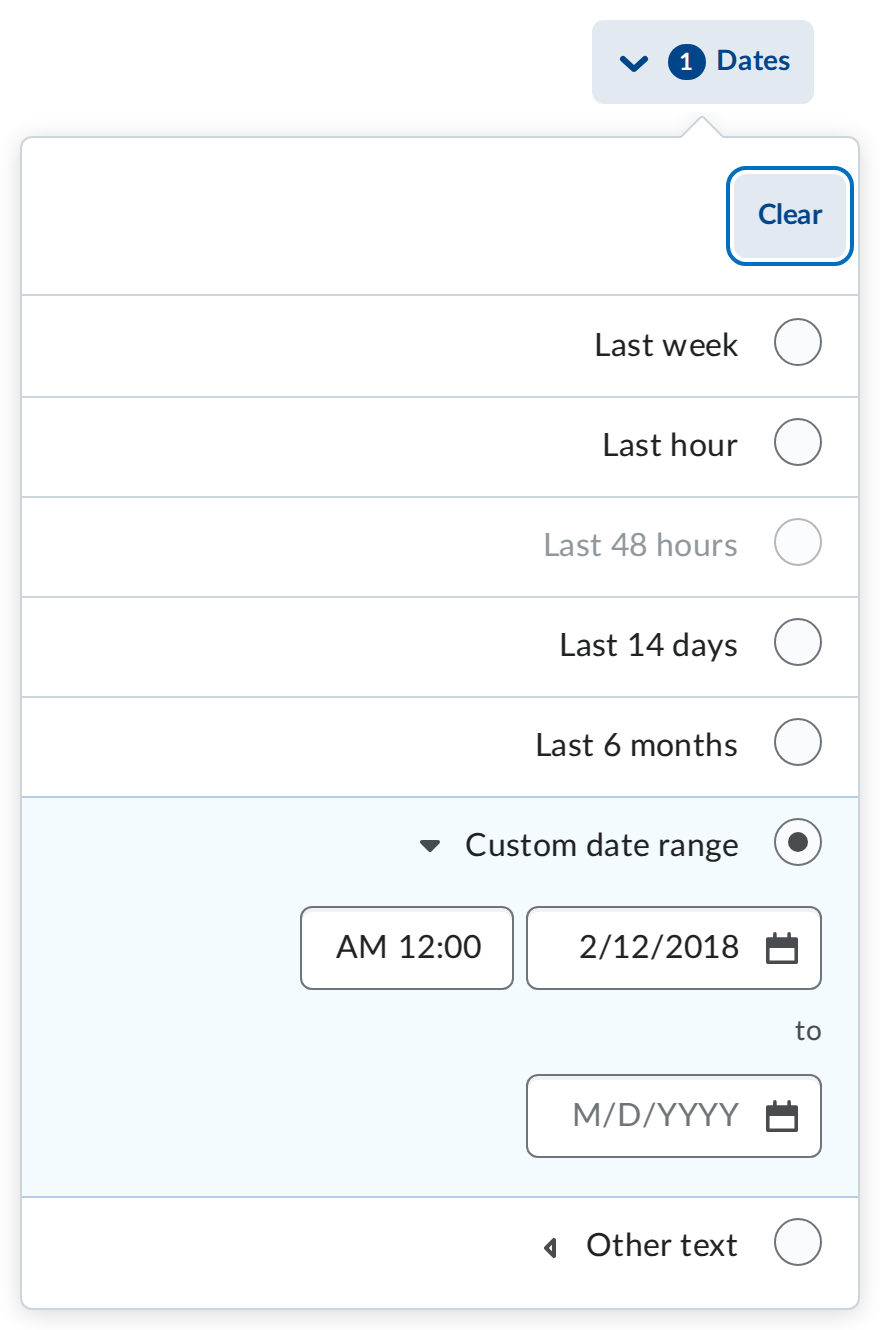 1 Dates
Clear
Last week
Last hour
Last 48 hours
Last 14 days
Last 6 months
Custom date range
2/12/2018 AM 12:00
to
M/D/YYYY
Other text